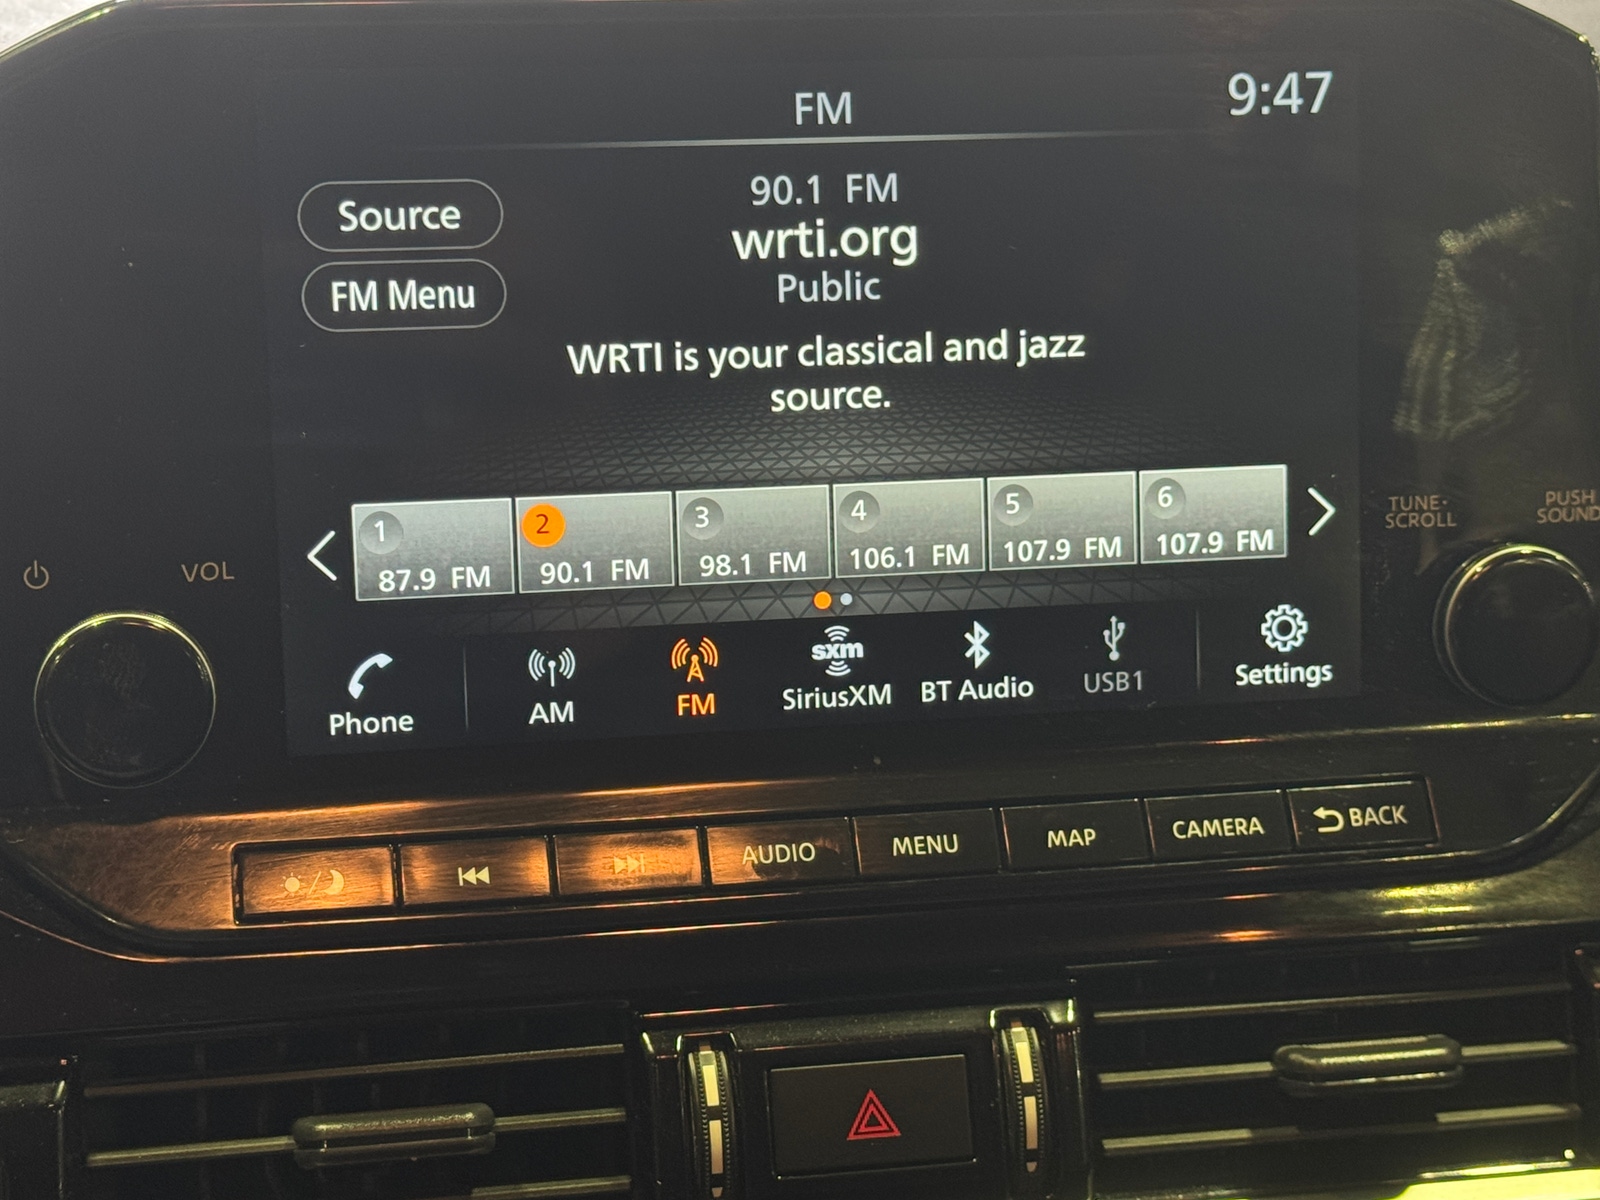 FM
9:47
Source
90.1 FM
wrti.org
Public
FM Menu
WRTI is your classical and jazz
source.
1
2
3
4
5
6
87.9 FM
90.1 FM
98.1 FM
106.1 FM
107.9 FM
107.9 FM
VOL
TUNE·
SCROLL
PUSH
SOUND
Phone
AM
FM
sxm
SiriusXM
BT Audio
USB1
Settings
AUDIO
MENU
MAP
CAMERA
BACK